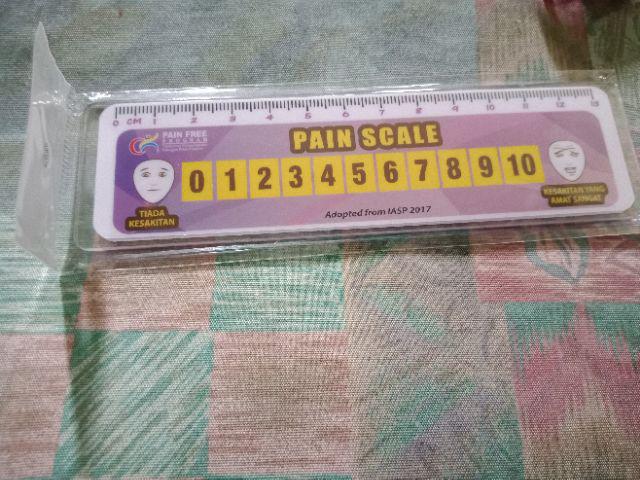 0 CM 1 2 3 4 5 6 7 8 9 10 11 12 13
PAIN FREE
PROGRAM
PAIN SCALE
0 1 2 3 4 5 6 7 8 9 10
TIADA
KESAKITAN
KESAKITAN YANG
AMAT SANGAT
Adopted from IASP 2017